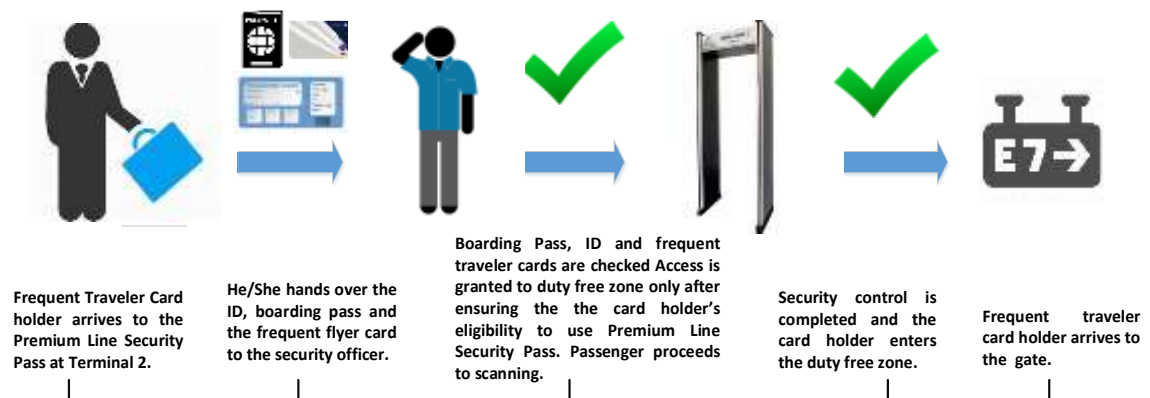 E7→
Frequent Traveler Card
holder arrives to the
Premium Line Security
Pass at Terminal 2.
He/She hands over the
ID, boarding pass and
the frequent flyer card
to the security officer.
Boarding Pass, ID and frequent
traveler cards are checked Access is
granted to duty free zone only after
ensuring the the card holder’s
eligibility to use Premium Line
Security Pass. Passenger proceeds
to scanning.
Security control is
completed and the
card holder enters
the duty free zone.
Frequent traveler
card holder arrives to
the gate.